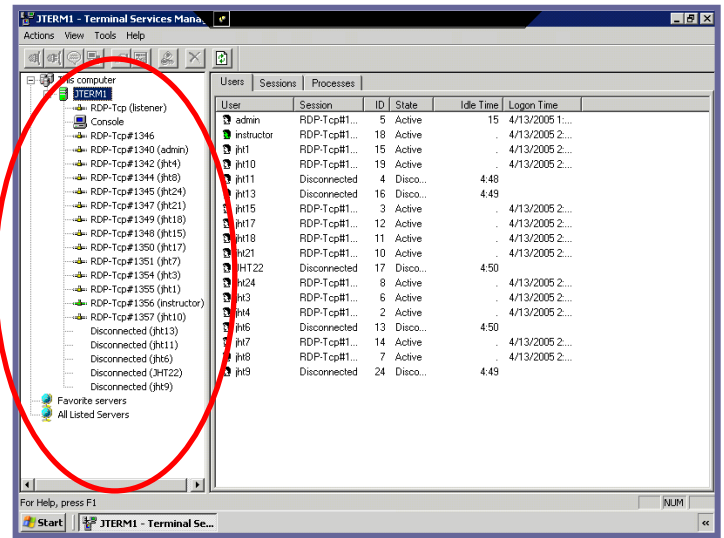 JTERM1 - Terminal Services Mana
Actions View Tools Help
This computer
JTERM1
RDP-Tcp (listener)
Console
RDP-Tcp#1346
RDP-Tcp#1340 (admin)
RDP-Tcp#1342 (jht4)
RDP-Tcp#1344 (jht8)
RDP-Tcp#1345 (jht24)
RDP-Tcp#1347 (jht21)
RDP-Tcp#1349 (jht18)
RDP-Tcp#1348 (jht15)
RDP-Tcp#1350 (jht17)
RDP-Tcp#1351 (jht7)
RDP-Tcp#1354 (jht3)
RDP-Tcp#1355 (jht1)
RDP-Tcp#1356 (instructor)
RDP-Tcp#1357 (jht10)
Disconnected (jht13)
Disconnected (jht11)
Disconnected (jht6)
Disconnected (JHT22)
Disconnected (jht9)
Favorite servers
All Listed Servers
Users Sessions Processes
User Session ID State Idle Time Logon Time
admin RDP-Tcp#1... 5 Active 15 4/13/2005 1:...
instructor RDP-Tcp#1... 18 Active . 4/13/2005 2:...
jht1 RDP-Tcp#1... 15 Active . 4/13/2005 2:...
jht10 RDP-Tcp#1... 19 Active . 4/13/2005 2:...
jht11 Disconnected 4 Disco... 4:48
jht13 Disconnected 16 Disco... 4:49
jht15 RDP-Tcp#1... 3 Active . 4/13/2005 2:...
jht17 RDP-Tcp#1... 12 Active . 4/13/2005 2:...
jht18 RDP-Tcp#1... 11 Active . 4/13/2005 2:...
jht21 RDP-Tcp#1... 10 Active . 4/13/2005 2:...
JHT22 Disconnected 17 Disco... 4:50
jht24 RDP-Tcp#1... 8 Active . 4/13/2005 2:...
jht3 RDP-Tcp#1... 6 Active . 4/13/2005 2:...
jht4 RDP-Tcp#1... 2 Active . 4/13/2005 2:...
jht6 Disconnected 13 Disco... 4:50
jht7 RDP-Tcp#1... 14 Active . 4/13/2005 2:...
jht8 RDP-Tcp#1... 7 Active . 4/13/2005 2:...
jht9 Disconnected 24 Disco... 4:49
For Help, press F1
NUM
Start JTERM1 - Terminal Se...